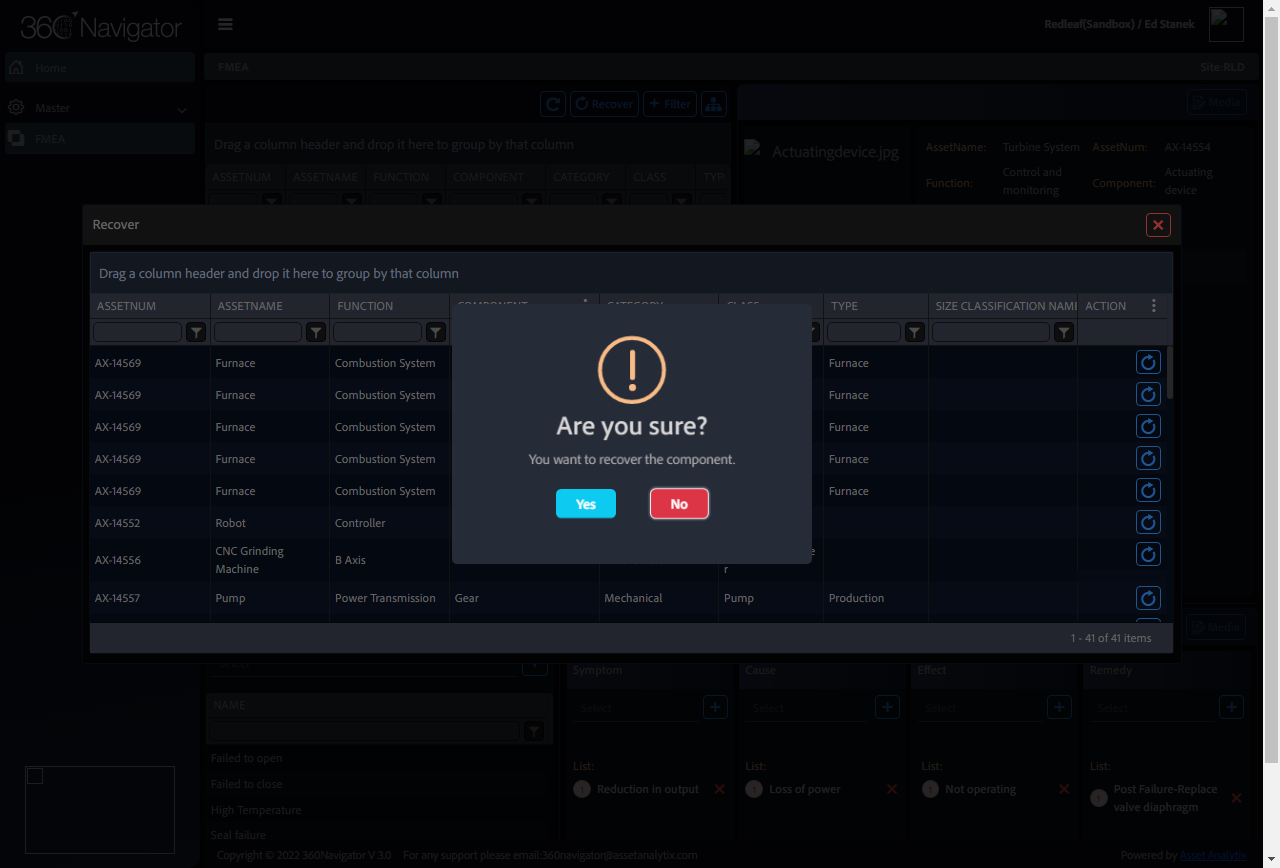 360 Navigator
Redleaf(Sandbox) / Ed Stanek
Home
FMEA
Site:RLD
Master
Recover
Filter
Media
FMEA
Drag a column header and drop it here to group by that column
Actuatingdevice.jpg
AssetName: Turbine System AssetNum: AX-14554
ASSETNUM ASSETNAME FUNCTION COMPONENT CATEGORY CLASS TYP
Function: Control and monitoring Component: Actuating device
Recover
Drag a column header and drop it here to group by that column
ASSETNUM ASSETNAME FUNCTION COMPONENT CATEGORY CLASS TYPE SIZE CLASSIFICATION NAME ACTION
AX-14569 Furnace Combustion System Furnace
AX-14569 Furnace Combustion System Furnace
AX-14569 Furnace Combustion System Furnace
AX-14569 Furnace Combustion System Furnace
AX-14569 Furnace Combustion System Furnace
AX-14552 Robot Controller
AX-14556 CNC Grinding Machine B Axis
e
r
AX-14557 Pump Power Transmission Gear Mechanical Pump Production
1 - 41 of 41 items
Are you sure?
You want to recover the component.
Yes No
Media
Symptom Cause Effect Remedy
NAME
Select Select Select Select
Failed to open
Failed to close
High Temperature
Seal failure
List: List: List: List:
1 Reduction in output
1 Loss of power
1 Not operating
1 Post Failure-Replace valve diaphragm
Copyright © 2022 360Navigator V 3.0 For any support please email:360navigator@assetanalytix.com
Powered by Asset Analytix